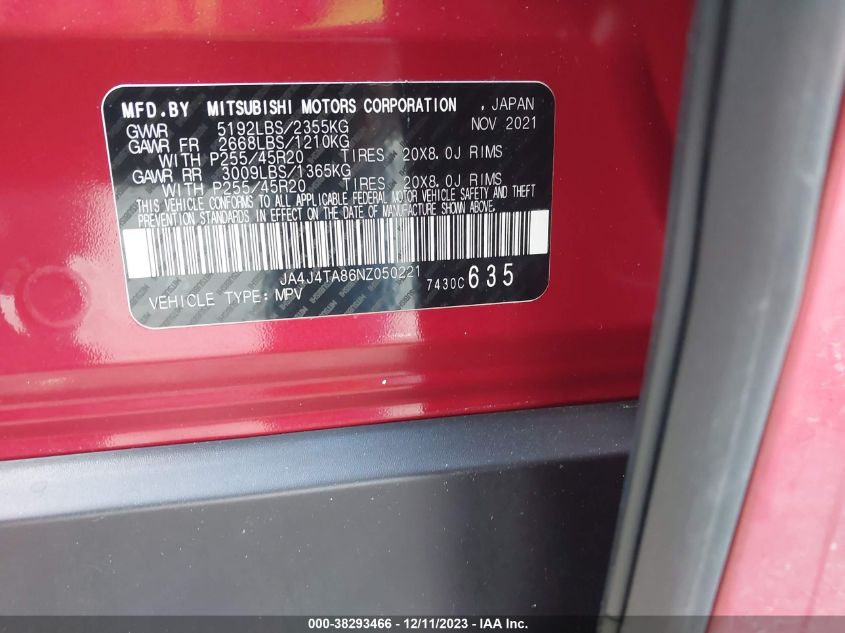 MFD.BY MITSUBISHI MOTORS CORPORATION . JAPAN
GVWR 5192LBS/2355KG NOV 2021
GAWR FR 2668LBS/1210KG
WITH P255/45R20 TIRES 20X8.0J RIMS
GAWR RR 3009LBS/1365KG
WITH P255/45R20 TIRES 20X8.0J RIMS
THIS VEHICLE CONFORMS TO ALL APPLICABLE FEDERAL MOTOR VEHICLE SAFETY AND THEFT
PREVENTION STANDARDS IN EFFECT ON THE DATE OF MANUFACTURE SHOWN ABOVE.
JA4J4TA86NZ050221 7430C 635
VEHICLE TYPE: MPV
000-38293466 - 12/11/2023 - IAA Inc.